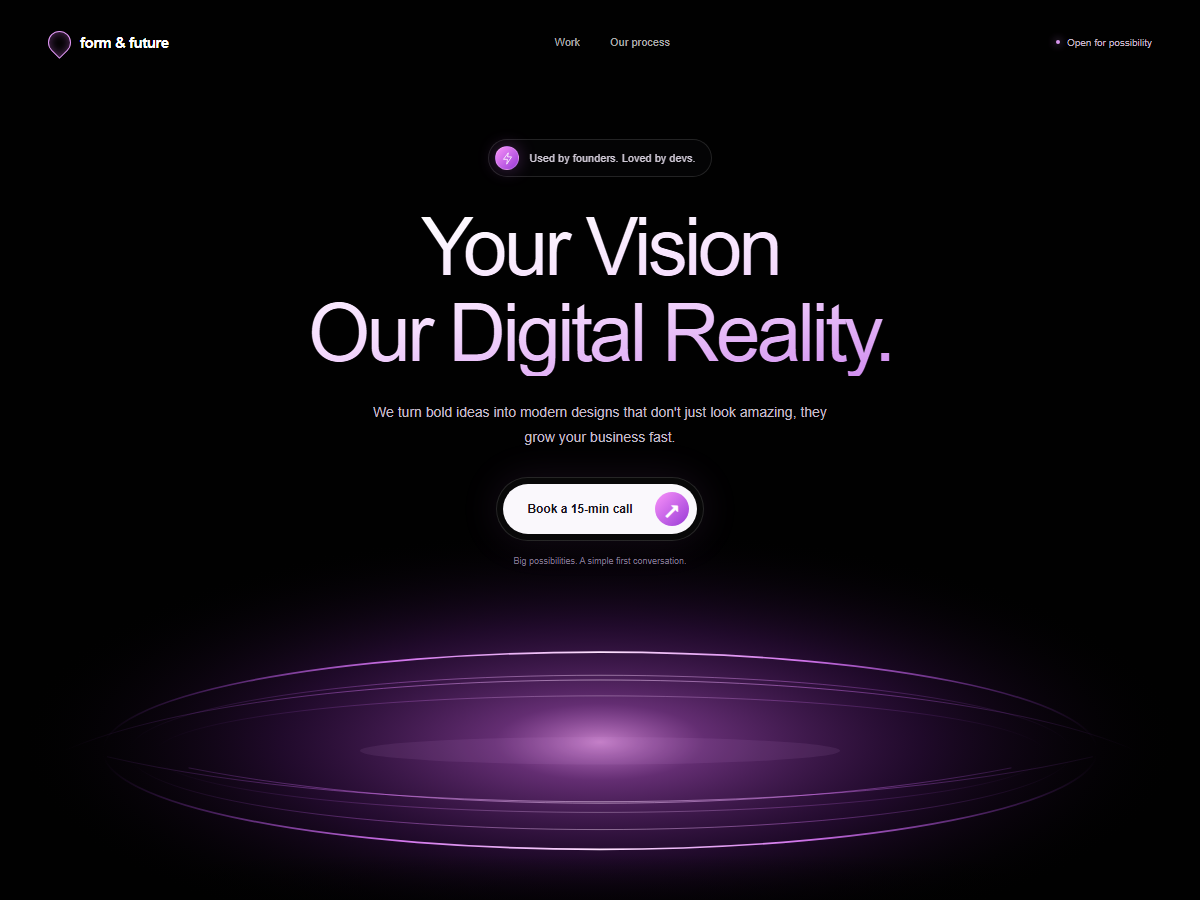 form & future
Work
Our process
Open for possibility
Used by founders. Loved by devs.
Your Vision
Our Digital Reality.
We turn bold ideas into modern designs that don't just look amazing, they
grow your business fast.
Book a 15-min call
Big possibilities. A simple first conversation.